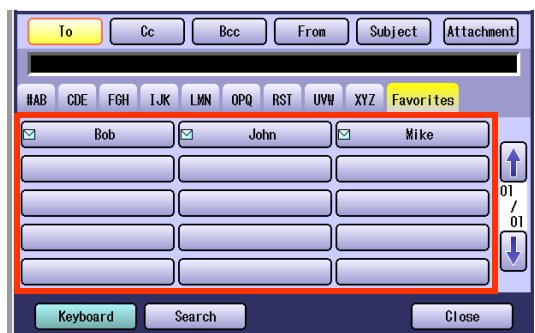 To Cc Bcc From Subject Attachment
#AB CDE FGH IJK LMN OPQ RST UVW XYZ Favorites
Bob John Mike
01
/
01
Keyboard Search Close